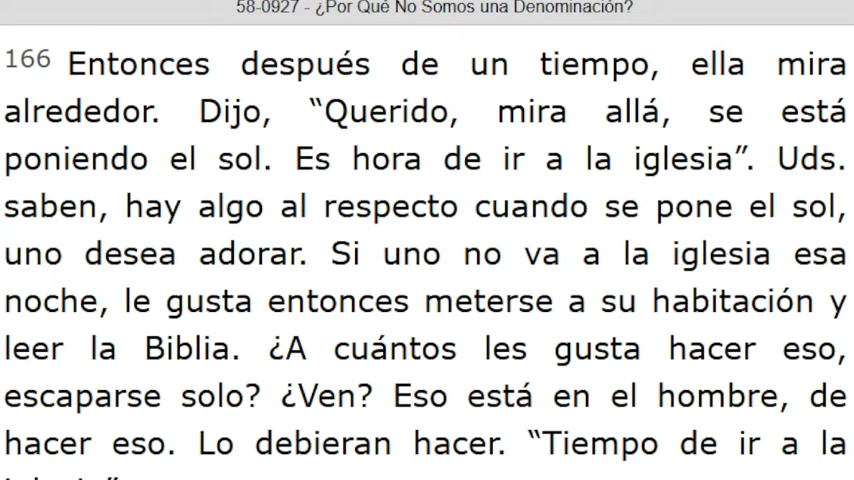 58-0927 - ¿Por Qué No Somos una Denominación?
166 Entonces después de un tiempo, ella mira
alrededor. Dijo, “Querido, mira allá, se está
poniendo el sol. Es hora de ir a la iglesia”. Uds.
saben, hay algo al respecto cuando se pone el sol,
uno desea adorar. Si uno no va a la iglesia esa
noche, le gusta entonces meterse a su habitación y
leer la Biblia. ¿A cuántos les gusta hacer eso,
escaparse solo? ¿Ven? Eso está en el hombre, de
hacer eso. Lo debieran hacer. “Tiempo de ir a la